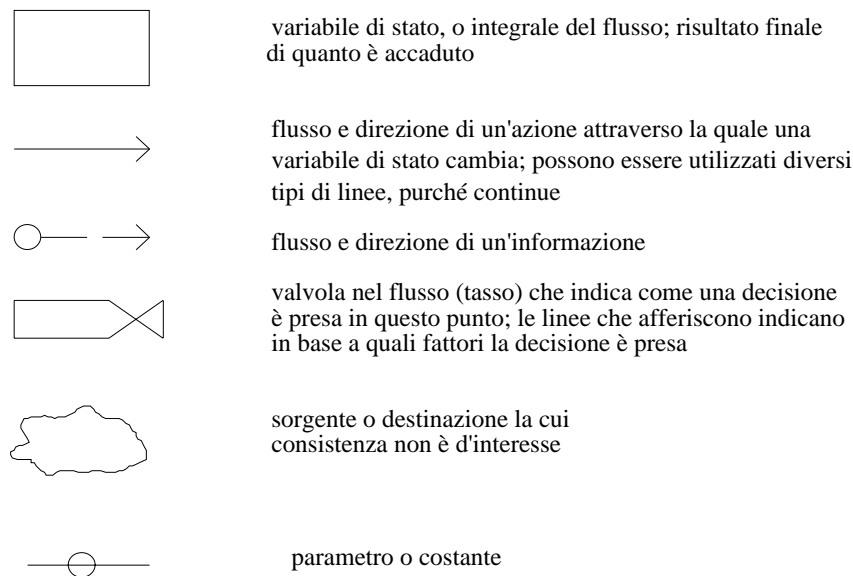 variabile di stato, o integrale del flusso; risultato finale
di quanto è accaduto
flusso e direzione di un'azione attraverso la quale una
variabile di stato cambia; possono essere utilizzati diversi
tipi di linee, purché continue
flusso e direzione di un'informazione
valvola nel flusso (tasso) che indica come una decisione
è presa in questo punto; le linee che afferiscono indicano
in base a quali fattori la decisione è presa
sorgente o destinazione la cui
consistenza non è d'interesse
parametro o costante